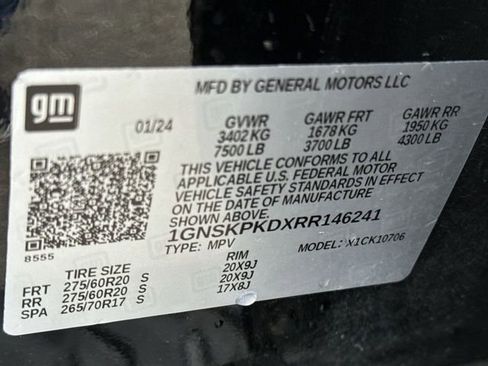 gm
MFD BY GENERAL MOTORS LLC
01/24 GVWR GAWR FRT GAWR RR
3402 KG 1678 KG 1950 KG
7500 LB 3700 LB 4300 LB
THIS VEHICLE CONFORMS TO ALL
APPLICABLE U.S. FEDERAL MOTOR
VEHICLE SAFETY STANDARDS IN EFFECT
ON THE DATE OF MANUFACTURE
SHOWN ABOVE.
1GNSKPKDXRR146241
8555 TYPE: MPV MODEL: X1CK10706
TIRE SIZE RIM
FRT 275/60R20 S 20X9J
RR 275/60R20 S 20X9J
SPA 265/70R17 S 17X8J